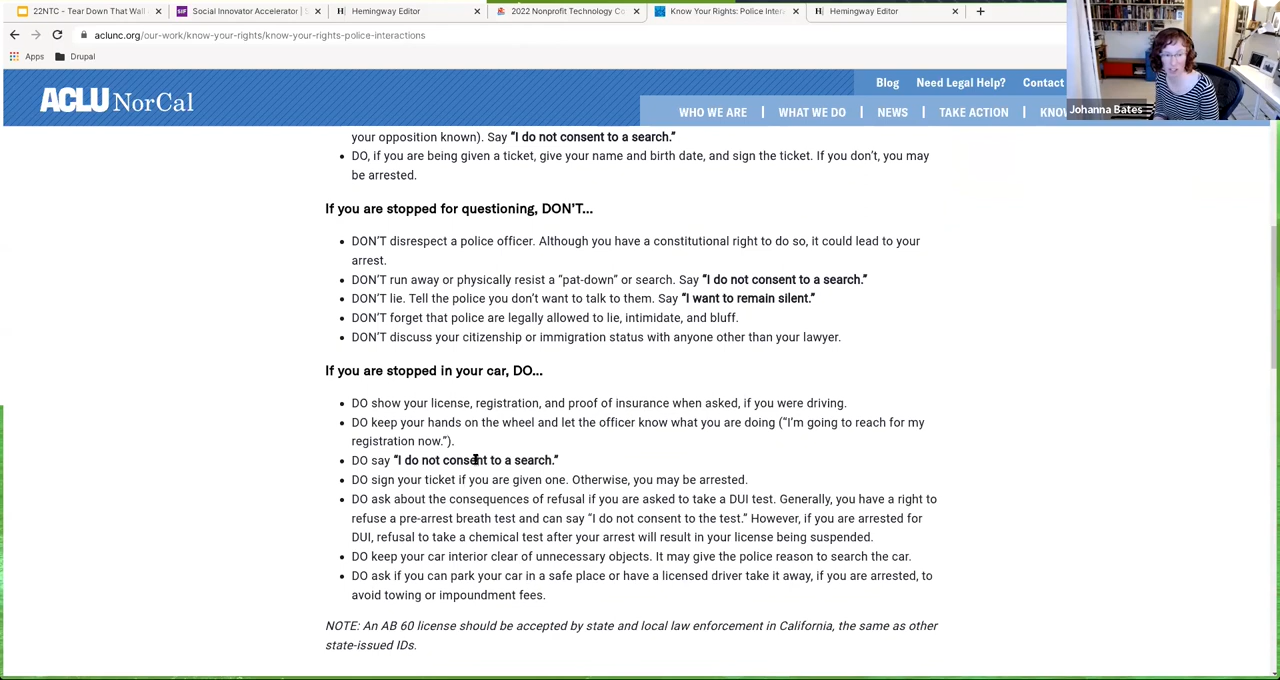 22NTC - Tear Down That Wall
Social Innovator Accelerator |
Hemingway Editor
2022 Nonprofit Technology Co
Know Your Rights: Police Inter
Hemingway Editor
aclunc.org/our-work/know-your-rights/know-your-rights-police-interactions
Apps Drupal
Blog Need Legal Help? Contact
ACLU NorCal
WHO WE ARE | WHAT WE DO | NEWS | TAKE ACTION | KNO
Johanna Bates
your opposition known). Say “I do not consent to a search.”
• DO, if you are being given a ticket, give your name and birth date, and sign the ticket. If you don’t, you may
be arrested.
If you are stopped for questioning, DON’T...
• DON’T disrespect a police officer. Although you have a constitutional right to do so, it could lead to your
arrest.
• DON’T run away or physically resist a “pat-down” or search. Say “I do not consent to a search.”
• DON’T lie. Tell the police you don’t want to talk to them. Say “I want to remain silent.”
• DON’T forget that police are legally allowed to lie, intimidate, and bluff.
• DON’T discuss your citizenship or immigration status with anyone other than your lawyer.
If you are stopped in your car, DO...
• DO show your license, registration, and proof of insurance when asked, if you were driving.
• DO keep your hands on the wheel and let the officer know what you are doing (“I’m going to reach for my
registration now.”).
• DO say “I do not consent to a search.”
• DO sign your ticket if you are given one. Otherwise, you may be arrested.
• DO ask about the consequences of refusal if you are asked to take a DUI test. Generally, you have a right to
refuse a pre-arrest breath test and can say “I do not consent to the test.” However, if you are arrested for
DUI, refusal to take a chemical test after your arrest will result in your license being suspended.
• DO keep your car interior clear of unnecessary objects. It may give the police reason to search the car.
• DO ask if you can park your car in a safe place or have a licensed driver take it away, if you are arrested, to
avoid towing or impoundment fees.
NOTE: An AB 60 license should be accepted by state and local law enforcement in California, the same as other
state-issued IDs.